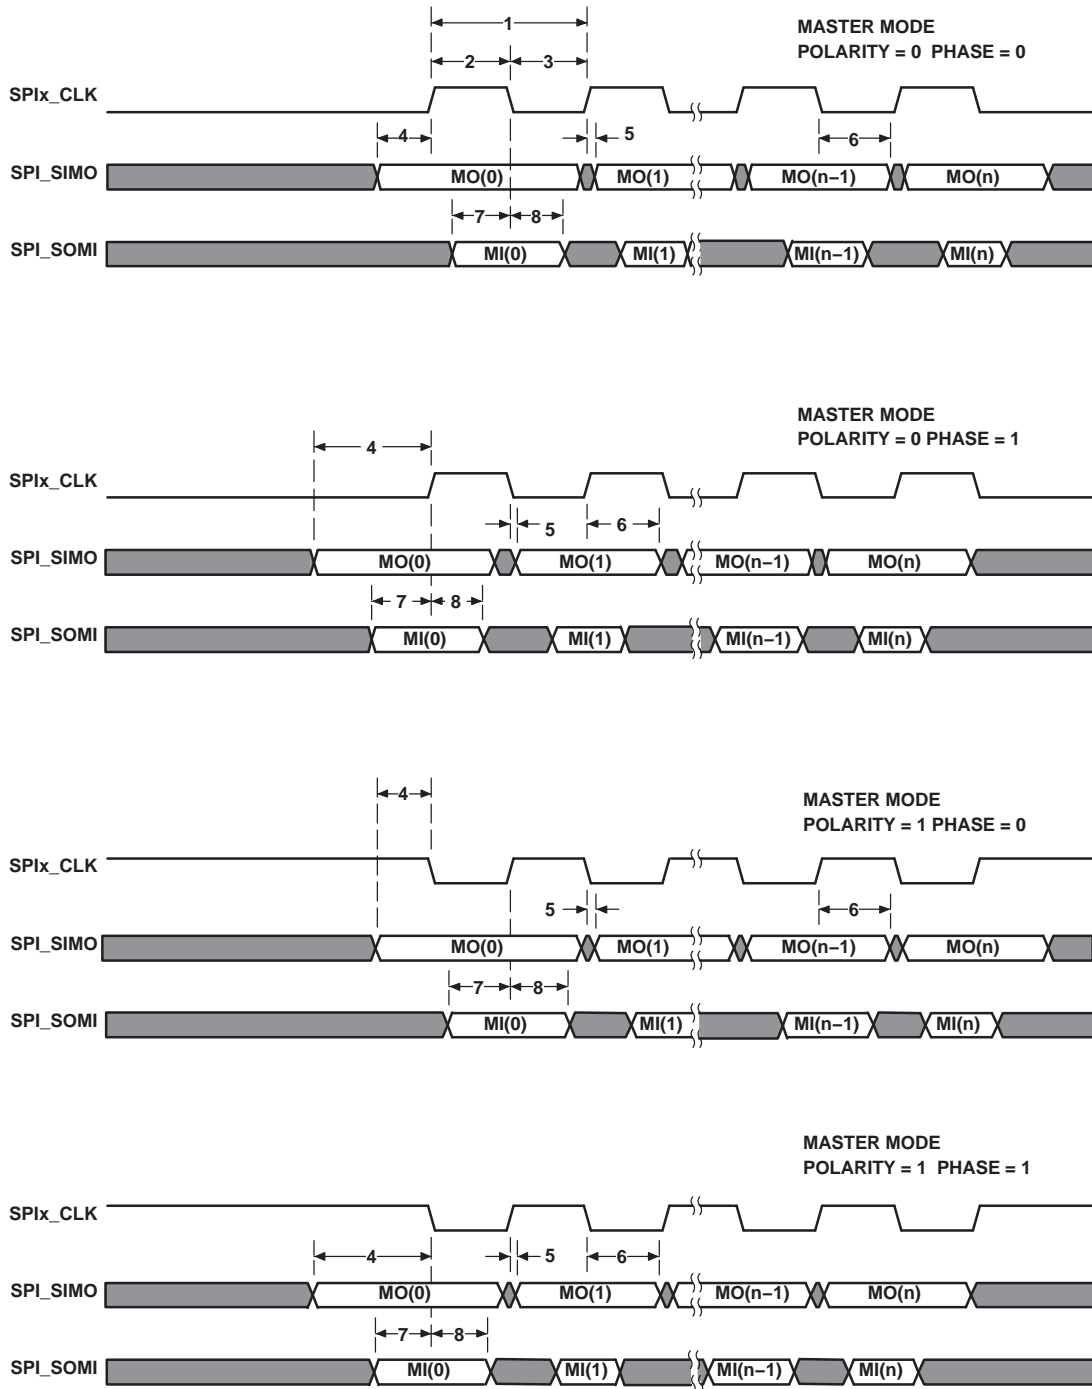 1
MASTER MODE
POLARITY = 0 PHASE = 0
2 3
SPIx_CLK
4 5 6
SPI_SIMO MO(0) MO(1) MO(n−1) MO(n)
7 8
SPI_SOMI MI(0) MI(1) MI(n−1) MI(n)
MASTER MODE
POLARITY = 0 PHASE = 1
4
SPIx_CLK
5 6
SPI_SIMO MO(0) MO(1) MO(n−1) MO(n)
7 8
SPI_SOMI MI(0) MI(1) MI(n−1) MI(n)
4
MASTER MODE
POLARITY = 1 PHASE = 0
SPIx_CLK
5 6
SPI_SIMO MO(0) MO(1) MO(n−1) MO(n)
7 8
SPI_SOMI MI(0) MI(1) MI(n−1) MI(n)
MASTER MODE
POLARITY = 1 PHASE = 1
SPIx_CLK
4 5 6
SPI_SIMO MO(0) MO(1) MO(n−1) MO(n)
7 8
SPI_SOMI MI(0) MI(1) MI(n−1) MI(n)